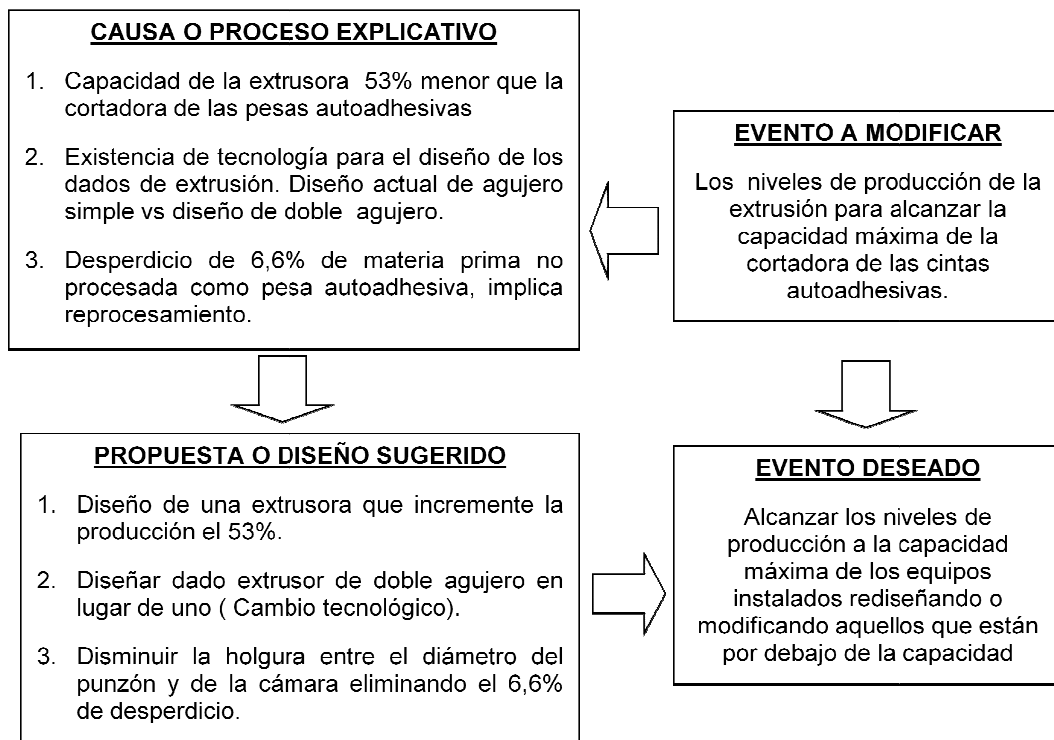 CAUSA O PROCESO EXPLICATIVO
1. Capacidad de la extrusora 53% menor que la
cortadora de las pesas autoadhesivas
2. Existencia de tecnología para el diseño de los
dados de extrusión. Diseño actual de agujero
simple vs diseño de doble agujero.
3. Desperdicio de 6,6% de materia prima no
procesada como pesa autoadhesiva, implica
reprocesamiento.
EVENTO A MODIFICAR
Los niveles de producción de la
extrusión para alcanzar la
capacidad máxima de la
cortadora de las cintas
autoadhesivas.
PROPUESTA O DISEÑO SUGERIDO
1. Diseño de una extrusora que incremente la
producción el 53%.
2. Diseñar dado extrusor de doble agujero en
lugar de uno ( Cambio tecnológico).
3. Disminuir la holgura entre el diámetro del
punzón y de la cámara eliminando el 6,6%
de desperdicio.
EVENTO DESEADO
Alcanzar los niveles de
producción a la capacidad
máxima de los equipos
instalados rediseñando o
modificando aquellos que están
por debajo de la capacidad